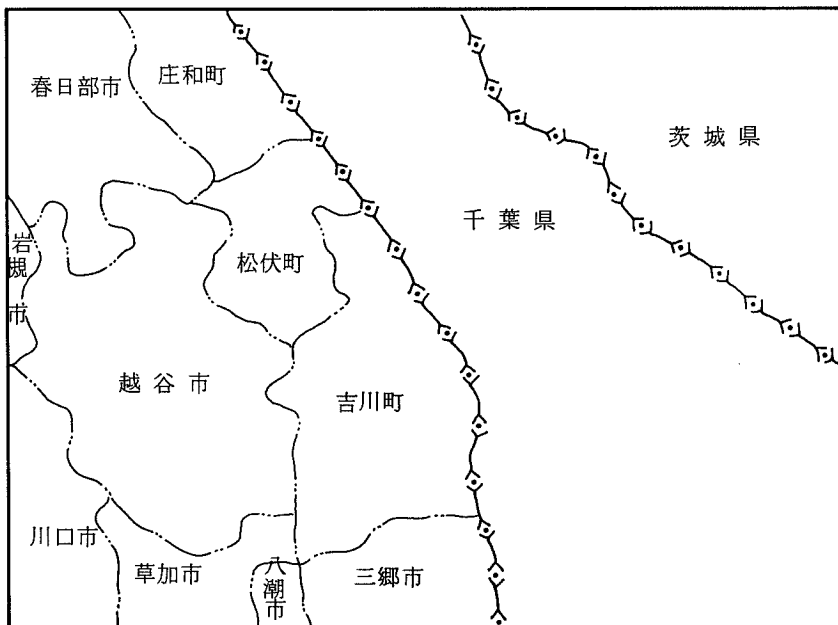 春日部市
庄和町
茨城県
千葉県
岩槻市
松伏町
越谷市
吉川町
川口市
草加市
八潮市
三郷市